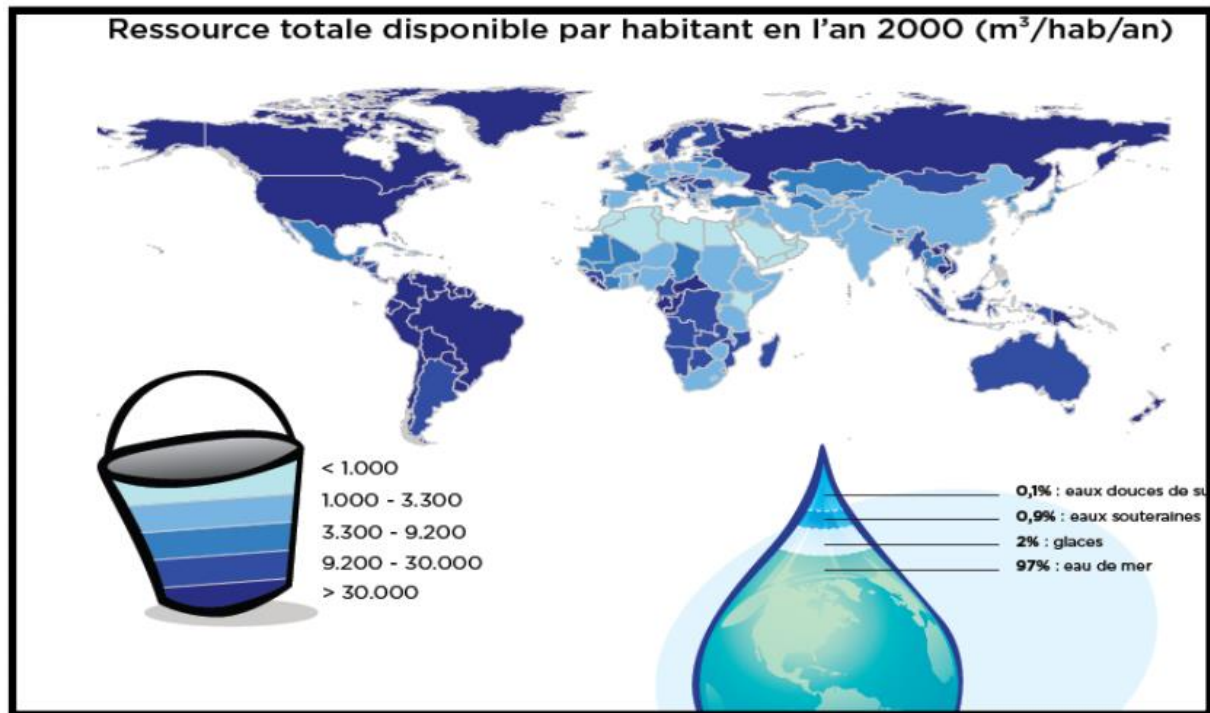 Ressource totale disponible par habitant en l'an 2000 (m³/hab/an)
< 1.000
1.000 - 3.300
3.300 - 9.200
9.200 - 30.000
> 30.000
0,1% : eaux douces de su
0,9% : eaux souteraines
2% : glaces
97% : eau de mer